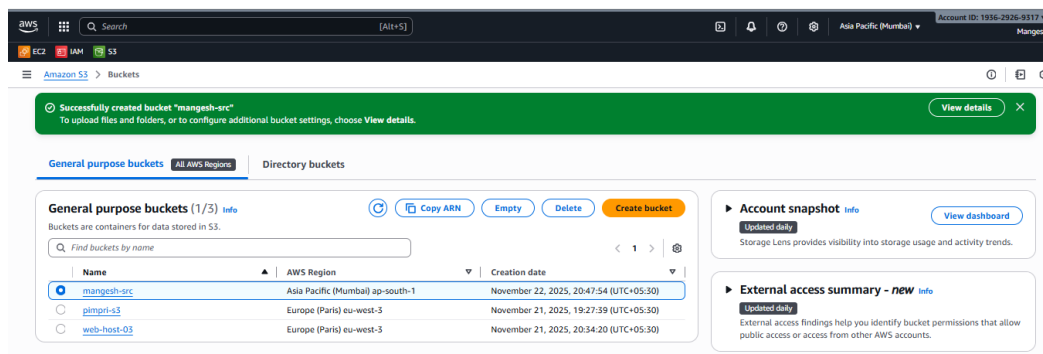 aws
Search [Alt+S]
Asia Pacific (Mumbai)
Account ID: 1936-2926-9317
EC2 IAM S3
Amazon S3 > Buckets
Successfully created bucket "mangesh-src"
To upload files and folders, or to configure additional bucket settings, choose View details.
View details
General purpose buckets All AWS Regions Directory buckets
General purpose buckets (1/3) Info
Copy ARN Empty Delete Create bucket
Buckets are containers for data stored in S3.
Find buckets by name
1
Name AWS Region Creation date
mangesh-src Asia Pacific (Mumbai) ap-south-1 November 22, 2025, 20:47:54 (UTC+05:30)
pimpri-s3 Europe (Paris) eu-west-3 November 21, 2025, 19:27:39 (UTC+05:30)
web-host-03 Europe (Paris) eu-west-3 November 21, 2025, 20:34:20 (UTC+05:30)
Account snapshot Info
View dashboard
Updated daily
Storage Lens provides visibility into storage usage and activity trends.
External access summary - new Info
Updated daily
External access findings help you identify bucket permissions that allow
public access or access from other AWS accounts.